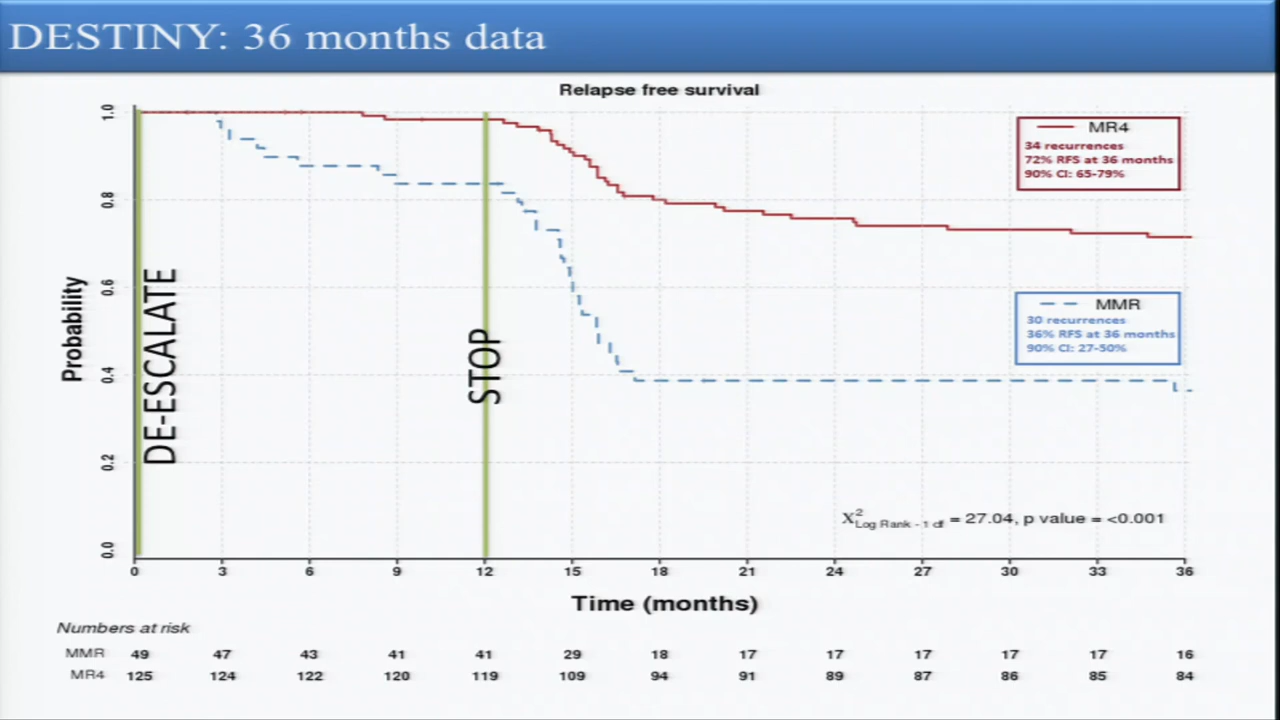 DESTINY: 36 months data
Relapse free survival
Probability
1.0
0.8
0.6
0.4
0.2
0.0
DE-ESCALATE
STOP
MR4
34 recurrences
72% RFS at 36 months
90% CI: 65-79%
MMR
30 recurrences
36% RFS at 36 months
90% CI: 27-50%
X² Log Rank - 1 df = 27.04, p value = <0.001
0 3 6 9 12 15 18 21 24 27 30 33 36
Time (months)
Numbers at risk
MMR 49 47 43 41 41 29 18 17 17 17 17 17 16
MR4 125 124 122 120 119 109 94 91 89 87 86 85 84